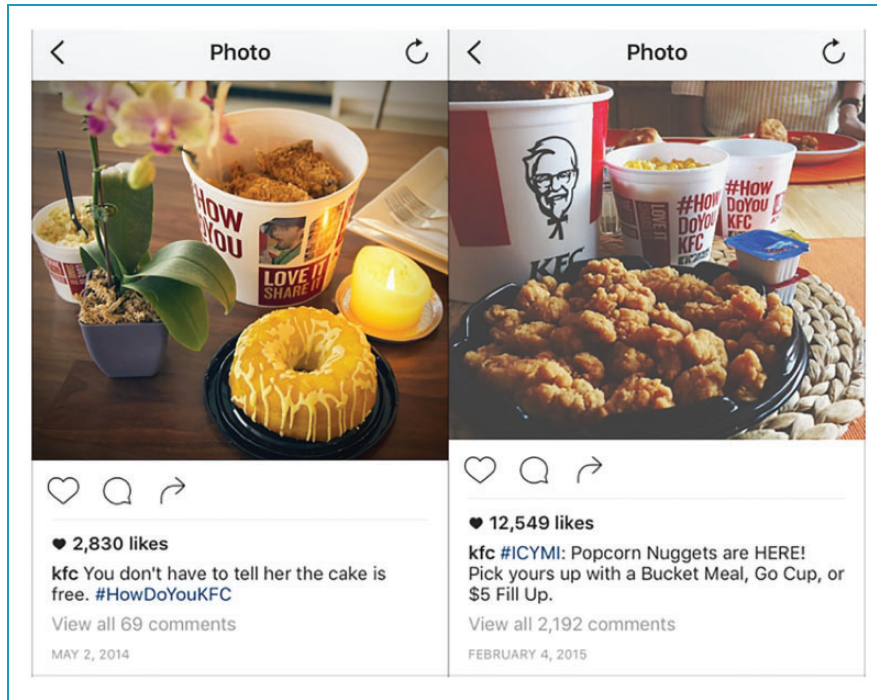 Photo
#HOW
DOYOU
LOVE IT
SHARE IT
2,830 likes
kfc You don't have to tell her the cake is
free. #HowDoYouKFC
View all 69 comments
MAY 2, 2014
Photo
KFC
LOVE IT
#HOW
DOYOU
KFC
#HOW
DOYOU
KFC
12,549 likes
kfc #ICYMI: Popcorn Nuggets are HERE!
Pick yours up with a Bucket Meal, Go Cup, or
$5 Fill Up.
View all 2,192 comments
FEBRUARY 4, 2015